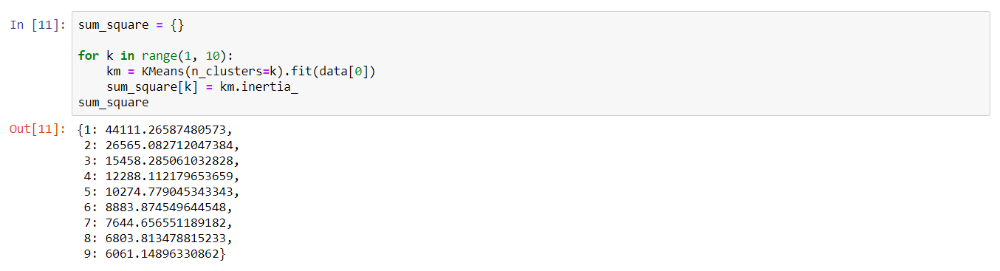 In [11]: sum_square = {}
for k in range(1, 10):
    km = KMeans(n_clusters=k).fit(data[0])
    sum_square[k] = km.inertia_
sum_square
Out[11]: {1: 44111.26587480573,
 2: 26565.082712047384,
 3: 15458.285061032828,
 4: 12288.112179653659,
 5: 10274.779045343343,
 6: 8883.874549644548,
 7: 7644.656551189182,
 8: 6803.813478815233,
 9: 6061.14896330862}